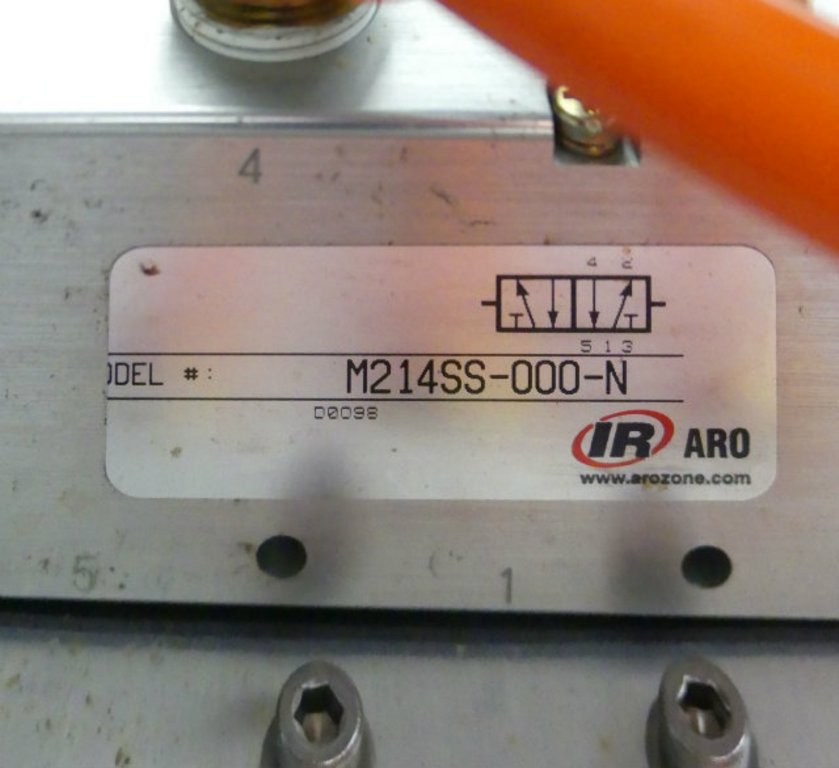 4
4 2
5 1 3
ODEL #: M214SS-000-N
D0098
IR ARO
www.arozone.com
5 1